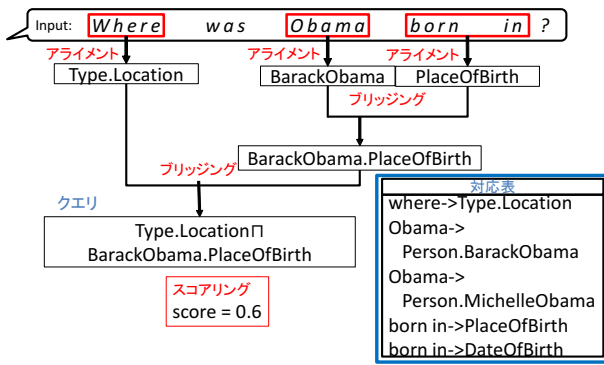 Input: Where was Obama born in ?
アライメント アライメント アライメント
Type.Location BarackObama PlaceOfBirth
ブリッジング
BarackObama.PlaceOfBirth
ブリッジング
クエリ
Type.Location⊓
BarackObama.PlaceOfBirth
スコアリング
score = 0.6
対応表
where->Type.Location
Obama->
Person.BarackObama
Obama->
Person.MichelleObama
born in->PlaceOfBirth
born in->DateOfBirth